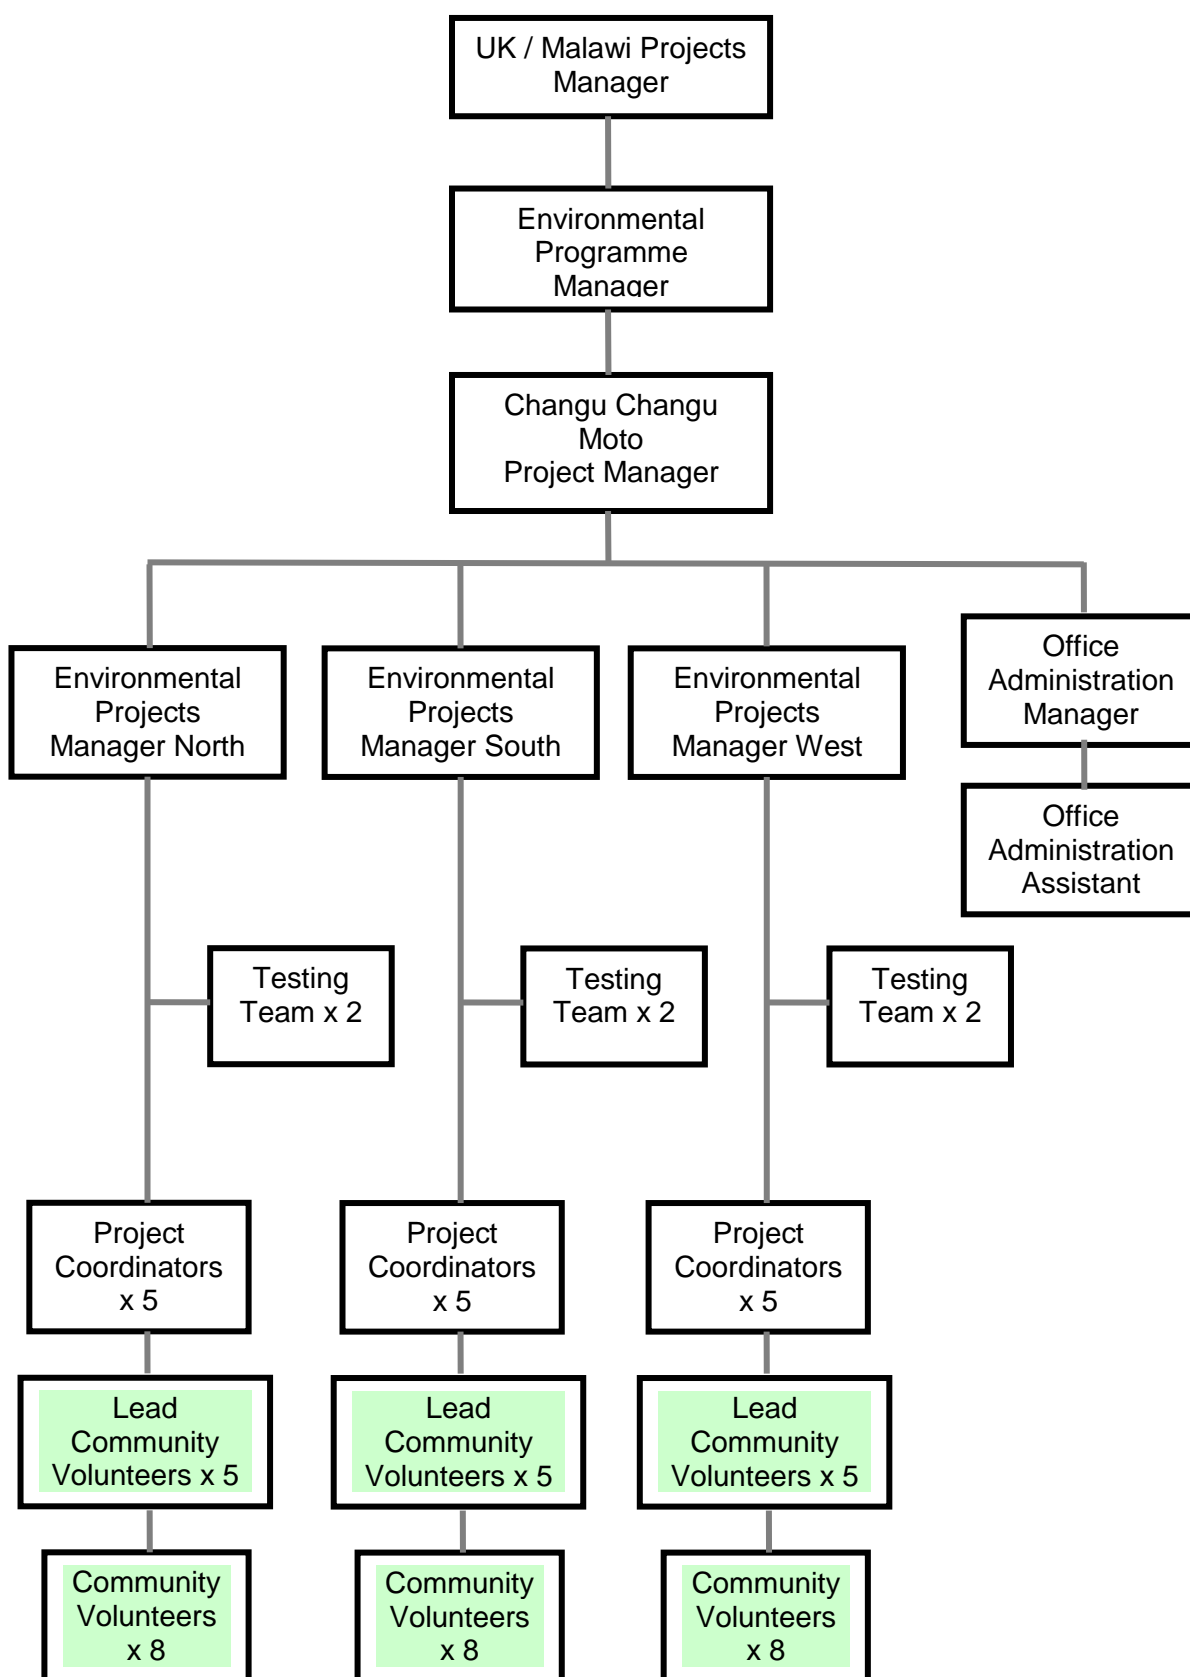 UK / Malawi Projects
Manager
Environmental
Programme
Manager
Changu Changu
Moto
Project Manager
Environmental
Projects
Manager North
Environmental
Projects
Manager South
Environmental
Projects
Manager West
Office
Administration
Manager
Office
Administration
Assistant
Testing
Team x 2
Testing
Team x 2
Testing
Team x 2
Project
Coordinators
x 5
Project
Coordinators
x 5
Project
Coordinators
x 5
Lead
Community
Volunteers x 5
Lead
Community
Volunteers x 5
Lead
Community
Volunteers x 5
Community
Volunteers
x 8
Community
Volunteers
x 8
Community
Volunteers
x 8